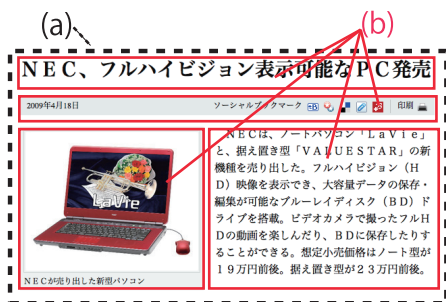 (a)
(b)
NEC、フルハイビジョン表示可能なPC発売
2009年4月18日 ソーシャルブックマーク 印刷
NECは、ノートパソコン「LaVie」
と、据え置き型「VALUESTAR」の新
機種を売り出した。フルハイビジョン(H
D)映像を表示でき、大容量データの保存・
編集が可能なブルーレイディスク(BD)ド
ライブを搭載。ビデオカメラで撮ったフルH
Dの動画を楽しんだり、BDに保存したりす
ることができる。想定小売価格はノート型が
19万円前後。据え置き型が23万円前後。
LaVie
NECが売り出した新型パソコン